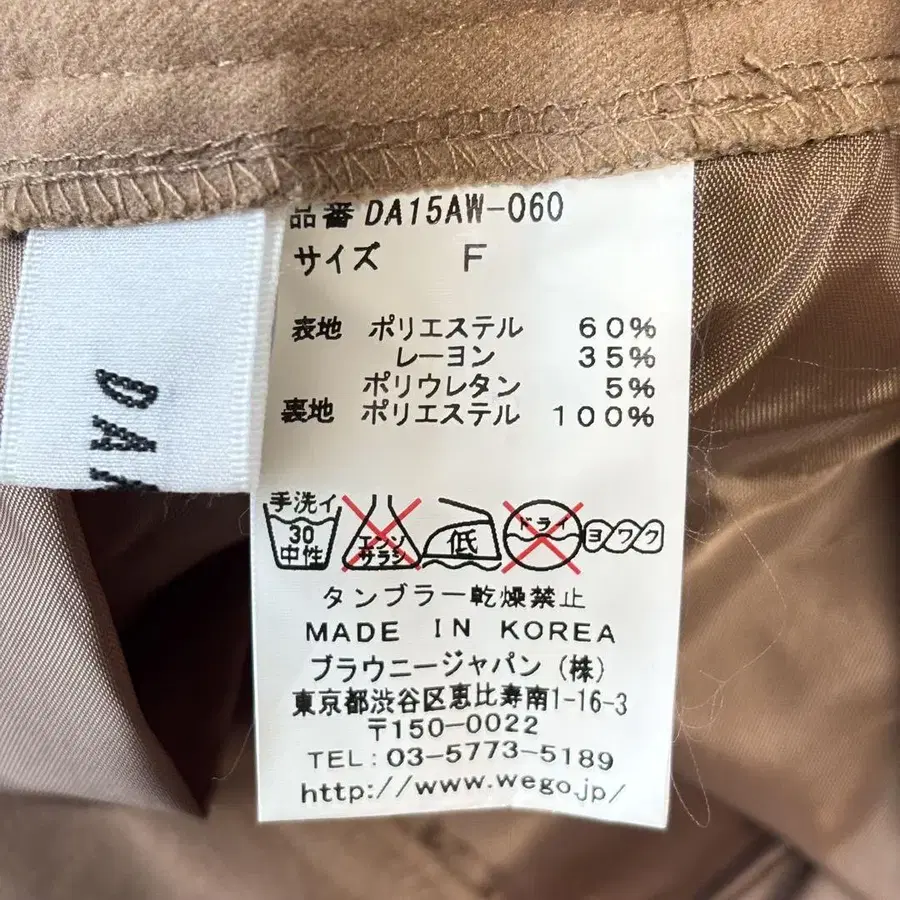 品番 DA15AW-060
サイズ F
表地 ポリエステル 60%
レーヨン 35%
ポリウレタン 5%
裏地 ポリエステル 100%
手洗イ
30
中性
エンソ
サラシ
低
ドライ
ヨワク
タンブラー乾燥禁止
MADE IN KOREA
ブラウニージャパン (株)
東京都渋谷区恵比寿南1-16-3
〒150-0022
TEL: 03-5773-5189
http://www.wego.jp/